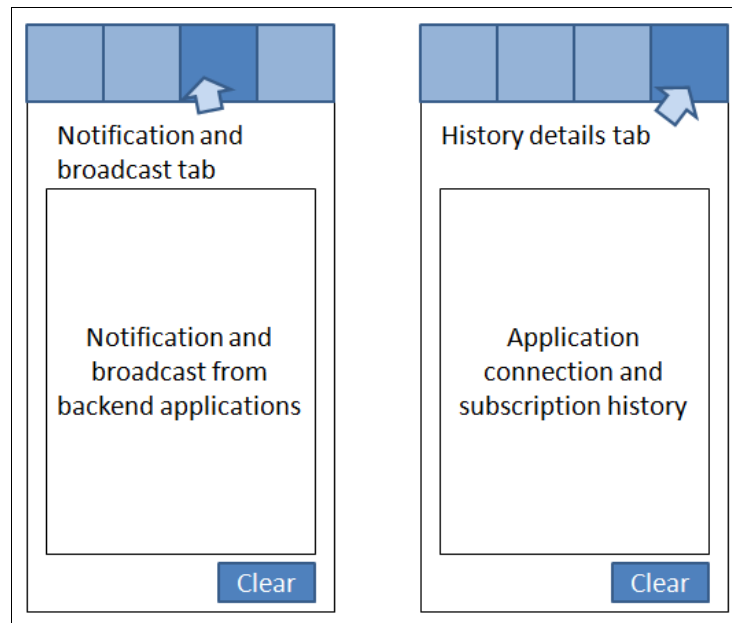 Notification and
broadcast tab
Notification and
broadcast from
backend applications
Clear
History details tab
Application
connection and
subscription history
Clear